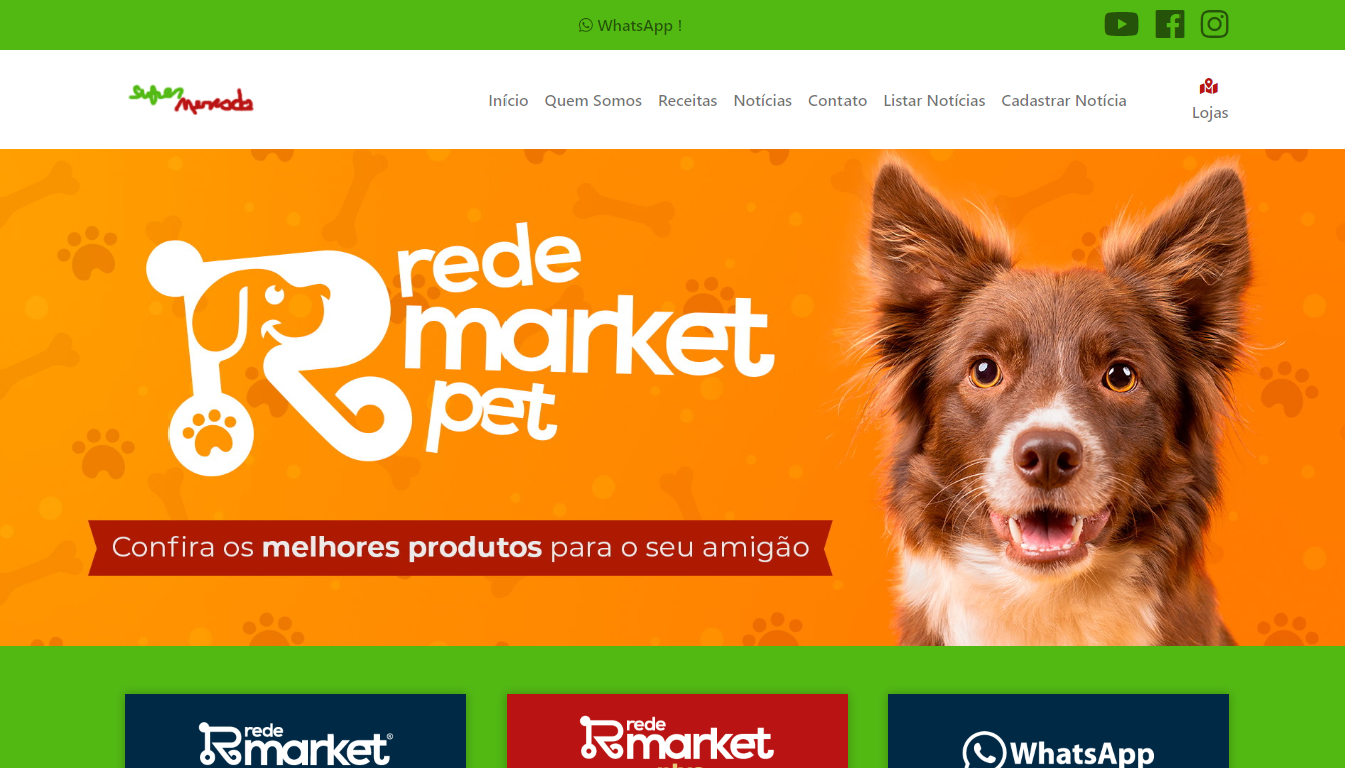 WhatsApp !
Super
Mercado
Início Quem Somos Receitas Notícias Contato Listar Notícias Cadastrar Notícia
Lojas
rede
market
pet
Confira os melhores produtos para o seu amigão
rede
market®
rede
market
plus
WhatsApp